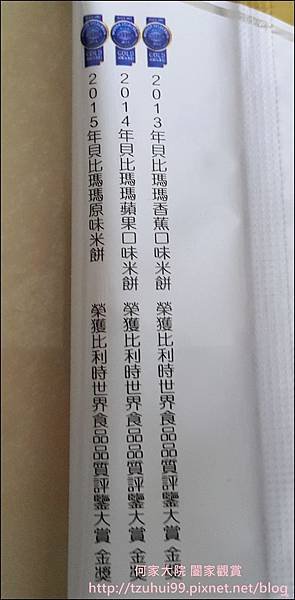 2013年貝比瑪瑪香蕉口味米餅 榮獲比利時世界食品品質評鑒大賞 金獎
2014年貝比瑪瑪蘋果口味米餅 榮獲比利時世界食品品質評鑒大賞 金獎
2015年貝比瑪瑪原味米餅 榮獲比利時世界食品品質評鑒大賞 金獎
GOLD
GOLD
GOLD
何家大院 闔家觀賞
http://tzuhui99.pixnet.net/blog